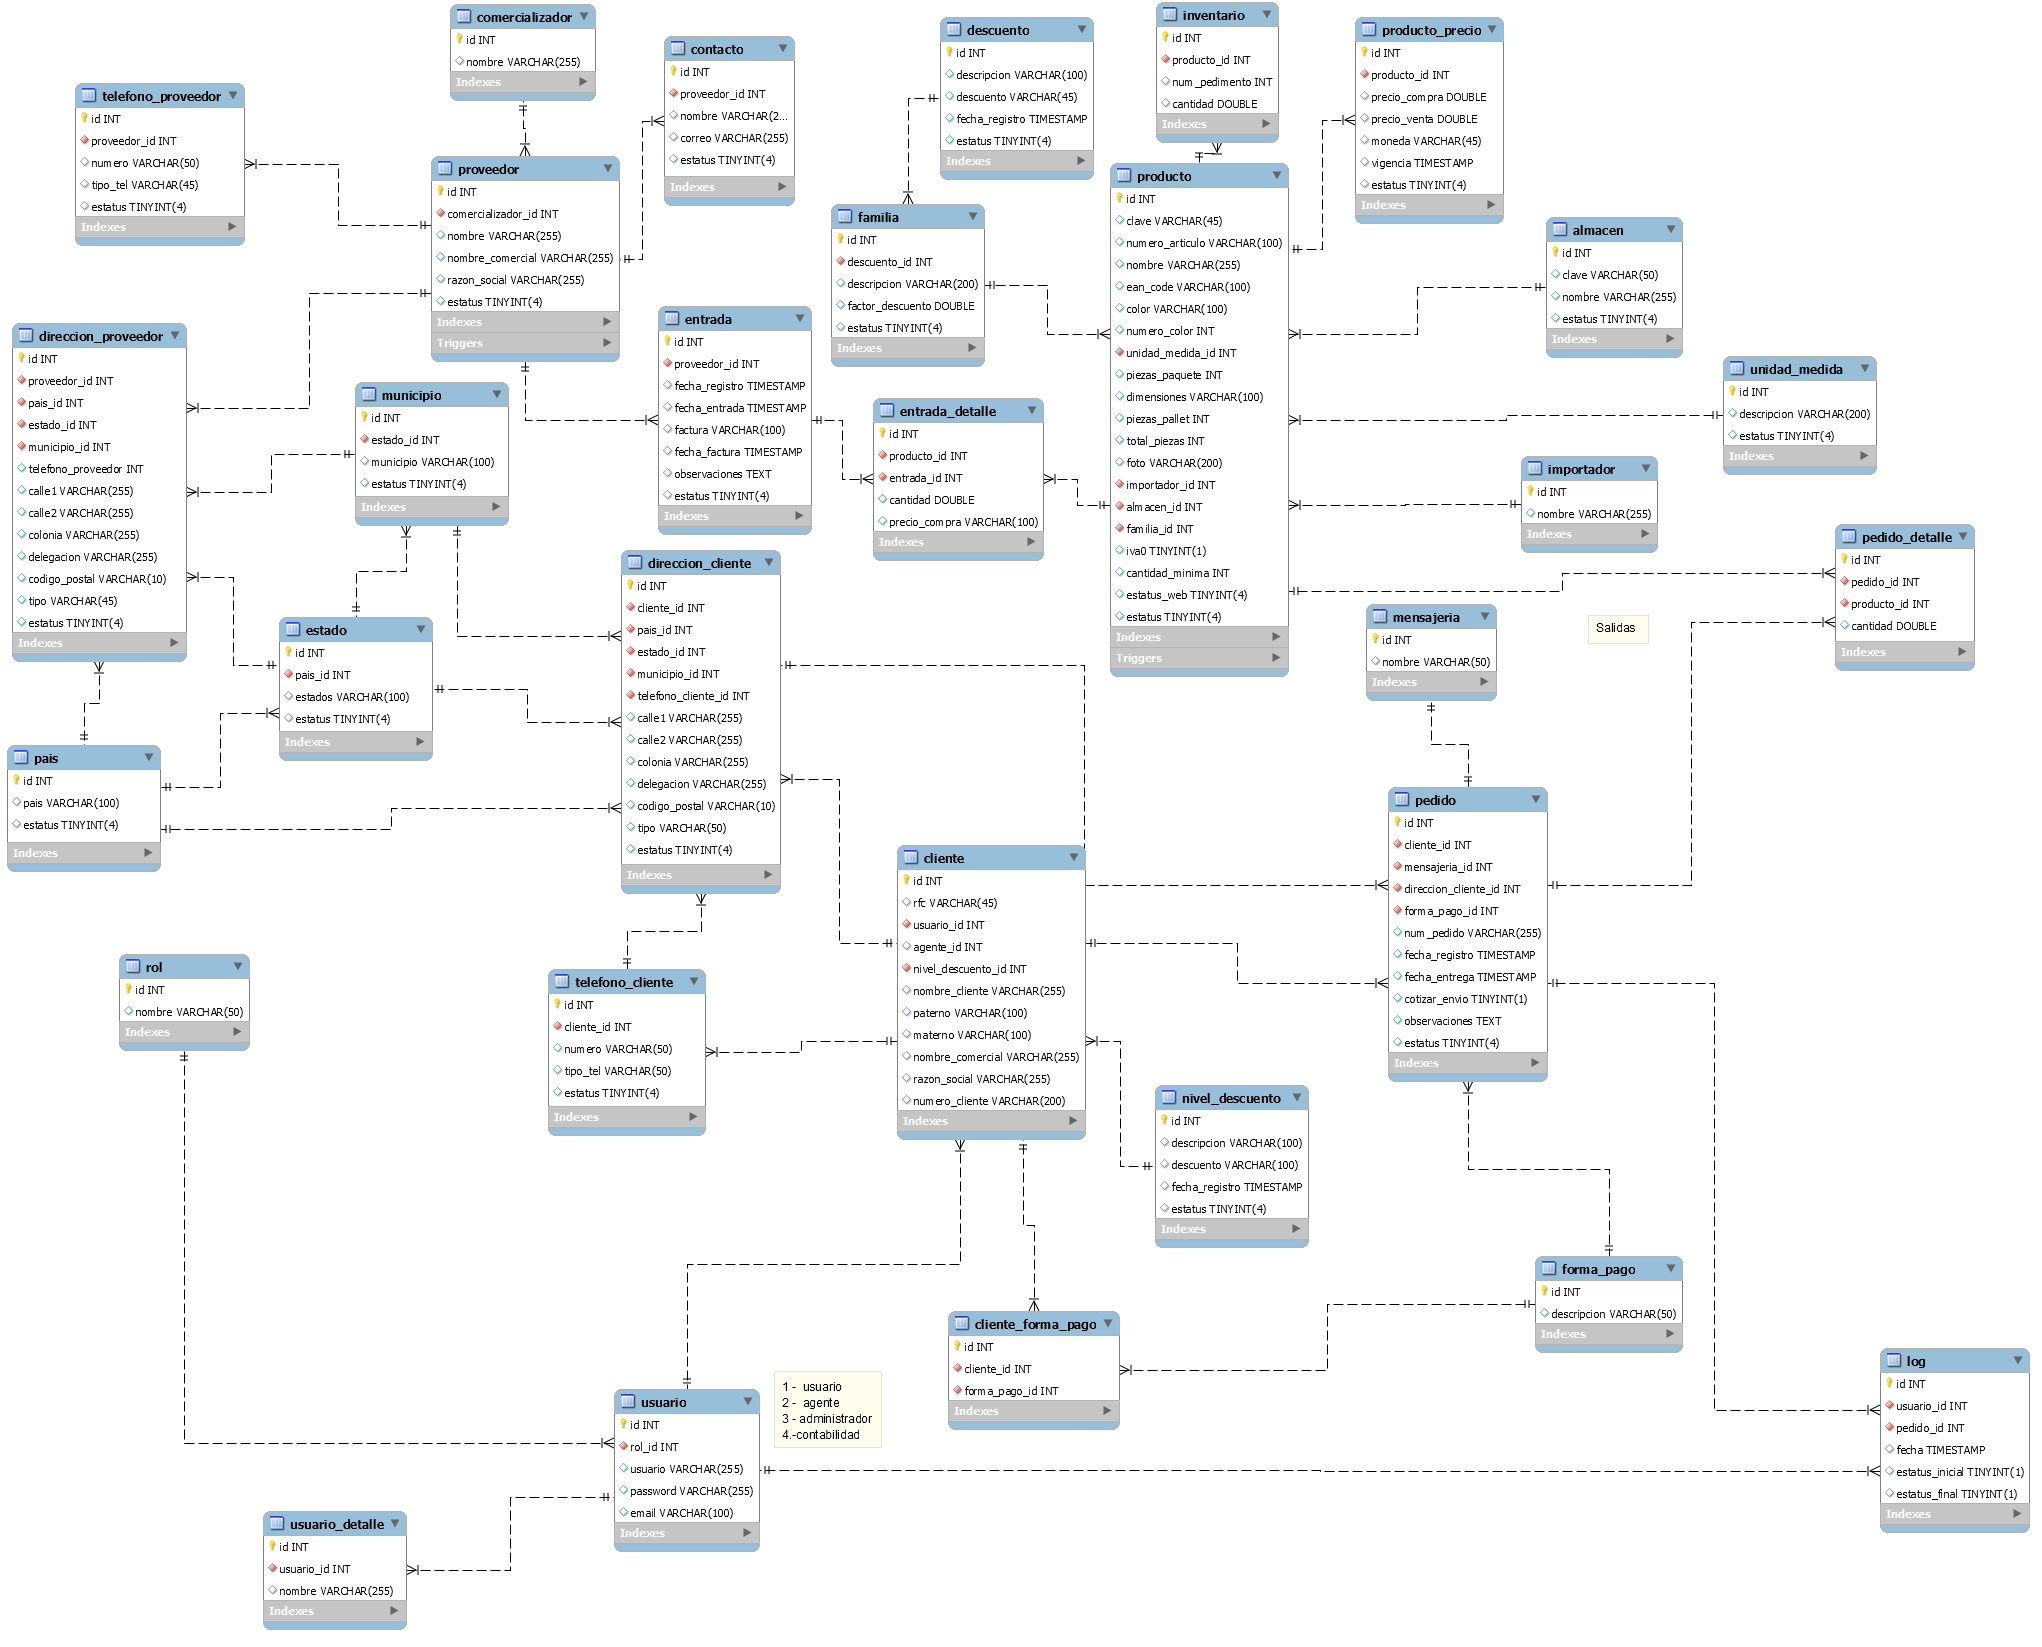 comercializador
id INT
nombre VARCHAR(255)
Indexes
contacto
id INT
proveedor_id INT
nombre VARCHAR(2...
correo VARCHAR(255)
estatus TINYINT(4)
Indexes
descuento
id INT
descripcion VARCHAR(100)
descuento VARCHAR(45)
fecha_registro TIMESTAMP
estatus TINYINT(4)
Indexes
inventario
id INT
producto_id INT
num_pedimento INT
cantidad DOUBLE
Indexes
producto_precio
id INT
producto_id INT
precio_compra DOUBLE
precio_venta DOUBLE
moneda VARCHAR(45)
vigencia TIMESTAMP
estatus TINYINT(4)
Indexes
telefono_proveedor
id INT
proveedor_id INT
numero VARCHAR(50)
tipo_tel VARCHAR(45)
estatus TINYINT(4)
Indexes
proveedor
id INT
comercializador_id INT
nombre VARCHAR(255)
nombre_comercial VARCHAR(255)
razon_social VARCHAR(255)
estatus TINYINT(4)
Indexes
Triggers
familia
id INT
descuento_id INT
descripcion VARCHAR(200)
factor_descuento DOUBLE
estatus TINYINT(4)
Indexes
producto
id INT
clave VARCHAR(45)
numero_articulo VARCHAR(100)
nombre VARCHAR(255)
ean_code VARCHAR(100)
color VARCHAR(100)
numero_color INT
unidad_medida_id INT
piezas_paquete INT
dimensiones VARCHAR(100)
piezas_pallet INT
total_piezas INT
foto VARCHAR(200)
importador_id INT
almacen_id INT
familia_id INT
iva0 TINYINT(1)
cantidad_minima INT
estatus_web TINYINT(4)
estatus TINYINT(4)
Indexes
Triggers
almacen
id INT
clave VARCHAR(50)
nombre VARCHAR(255)
estatus TINYINT(4)
Indexes
direccion_proveedor
id INT
proveedor_id INT
pais_id INT
estado_id INT
municipio_id INT
telefono_proveedor INT
calle1 VARCHAR(255)
calle2 VARCHAR(255)
colonia VARCHAR(255)
delegacion VARCHAR(255)
codigo_postal VARCHAR(10)
tipo VARCHAR(45)
estatus TINYINT(4)
Indexes
municipio
id INT
estado_id INT
municipio VARCHAR(100)
estatus TINYINT(4)
Indexes
entrada
id INT
proveedor_id INT
fecha_registro TIMESTAMP
fecha_entrada TIMESTAMP
factura VARCHAR(100)
fecha_factura TIMESTAMP
observaciones TEXT
estatus TINYINT(4)
Indexes
entrada_detalle
id INT
producto_id INT
entrada_id INT
cantidad DOUBLE
precio_compra VARCHAR(100)
Indexes
unidad_medida
id INT
descripcion VARCHAR(200)
estatus TINYINT(4)
Indexes
importador
id INT
nombre VARCHAR(255)
Indexes
pedido_detalle
id INT
pedido_id INT
producto_id INT
cantidad DOUBLE
Indexes
Salidas
mensajeria
id INT
nombre VARCHAR(50)
Indexes
estado
id INT
pais_id INT
estados VARCHAR(100)
estatus TINYINT(4)
Indexes
direccion_cliente
id INT
cliente_id INT
pais_id INT
estado_id INT
municipio_id INT
telefono_cliente_id INT
calle1 VARCHAR(255)
calle2 VARCHAR(255)
colonia VARCHAR(255)
delegacion VARCHAR(255)
codigo_postal VARCHAR(10)
tipo VARCHAR(50)
estatus TINYINT(4)
Indexes
pais
id INT
pais VARCHAR(100)
estatus TINYINT(4)
Indexes
pedido
id INT
cliente_id INT
mensajeria_id INT
direccion_cliente_id INT
forma_pago_id INT
num_pedido VARCHAR(255)
fecha_registro TIMESTAMP
fecha_entrega TIMESTAMP
cotizar_envio TINYINT(1)
observaciones TEXT
estatus TINYINT(4)
Indexes
cliente
id INT
rfc VARCHAR(45)
usuario_id INT
agente_id INT
nivel_descuento_id INT
nombre_cliente VARCHAR(255)
paterno VARCHAR(100)
materno VARCHAR(100)
nombre_comercial VARCHAR(255)
razon_social VARCHAR(255)
numero_cliente VARCHAR(200)
Indexes
rol
id INT
nombre VARCHAR(50)
Indexes
telefono_cliente
id INT
cliente_id INT
numero VARCHAR(50)
tipo_tel VARCHAR(50)
estatus TINYINT(4)
Indexes
nivel_descuento
id INT
descripcion VARCHAR(100)
descuento VARCHAR(100)
fecha_registro TIMESTAMP
estatus TINYINT(4)
Indexes
forma_pago
id INT
descripcion VARCHAR(50)
Indexes
cliente_forma_pago
id INT
cliente_id INT
forma_pago_id INT
Indexes
log
id INT
usuario_id INT
pedido_id INT
fecha TIMESTAMP
estatus_inicial TINYINT(1)
estatus_final TINYINT(1)
Indexes
usuario
id INT
rol_id INT
usuario VARCHAR(255)
password VARCHAR(255)
email VARCHAR(100)
Indexes
1 - usuario
2 - agente
3 - administrador
4.-contabilidad
usuario_detalle
id INT
usuario_id INT
nombre VARCHAR(255)
Indexes